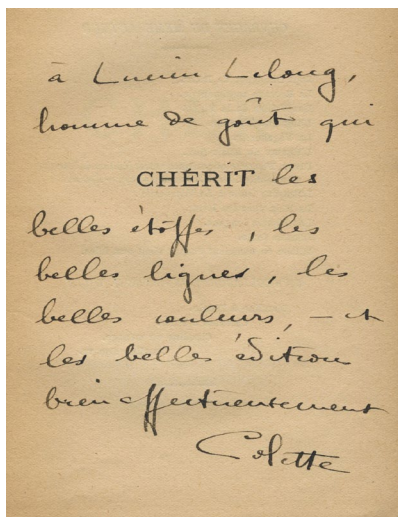 à Lucien Lelong,
homme de goût qui
CHÉRIT les
belles étoffes, les
belles lignes, les
belles couleurs, – et
les belles édition
bien affectueusement
Colette